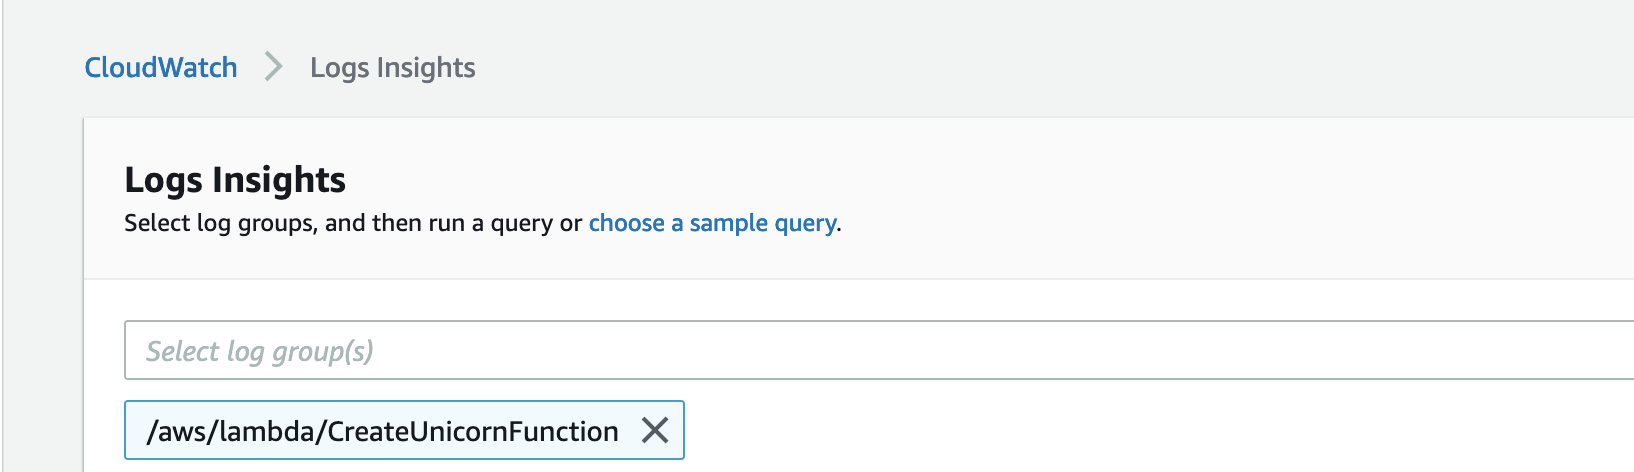 CloudWatch > Logs Insights
Logs Insights
Select log groups, and then run a query or choose a sample query.
Select log group(s)
/aws/lambda/CreateUnicornFunction